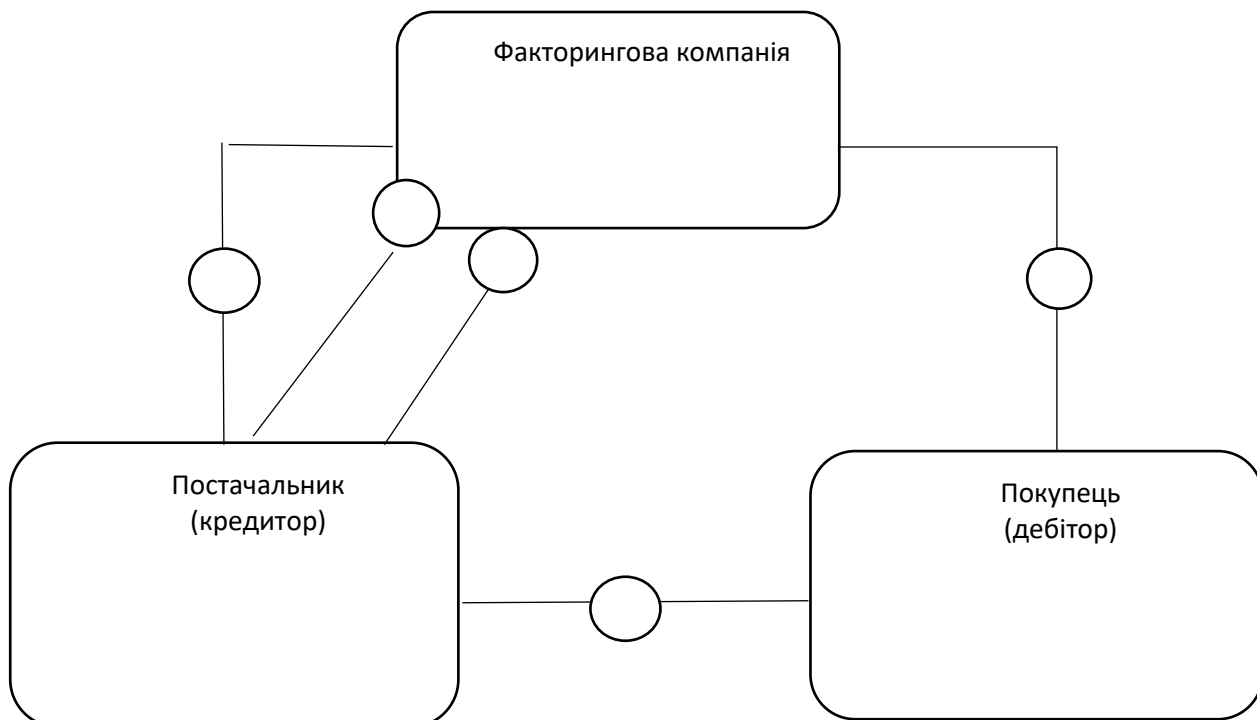 Факторингова компанія
Постачальник
(кредитор)
Покупець
(дебітор)